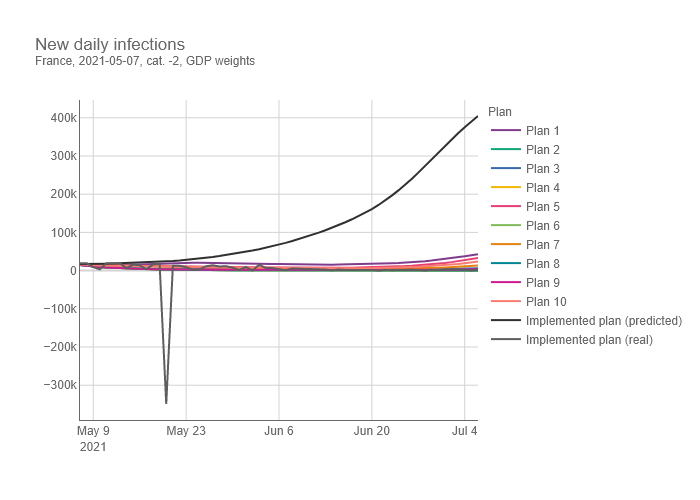 New daily infections
France, 2021-05-07, cat. -2, GDP weights
400k
300k
200k
100k
0
−100k
−200k
−300k
May 9
2021
May 23
Jun 6
Jun 20
Jul 4
Plan
Plan 1
Plan 2
Plan 3
Plan 4
Plan 5
Plan 6
Plan 7
Plan 8
Plan 9
Plan 10
Implemented plan (predicted)
Implemented plan (real)